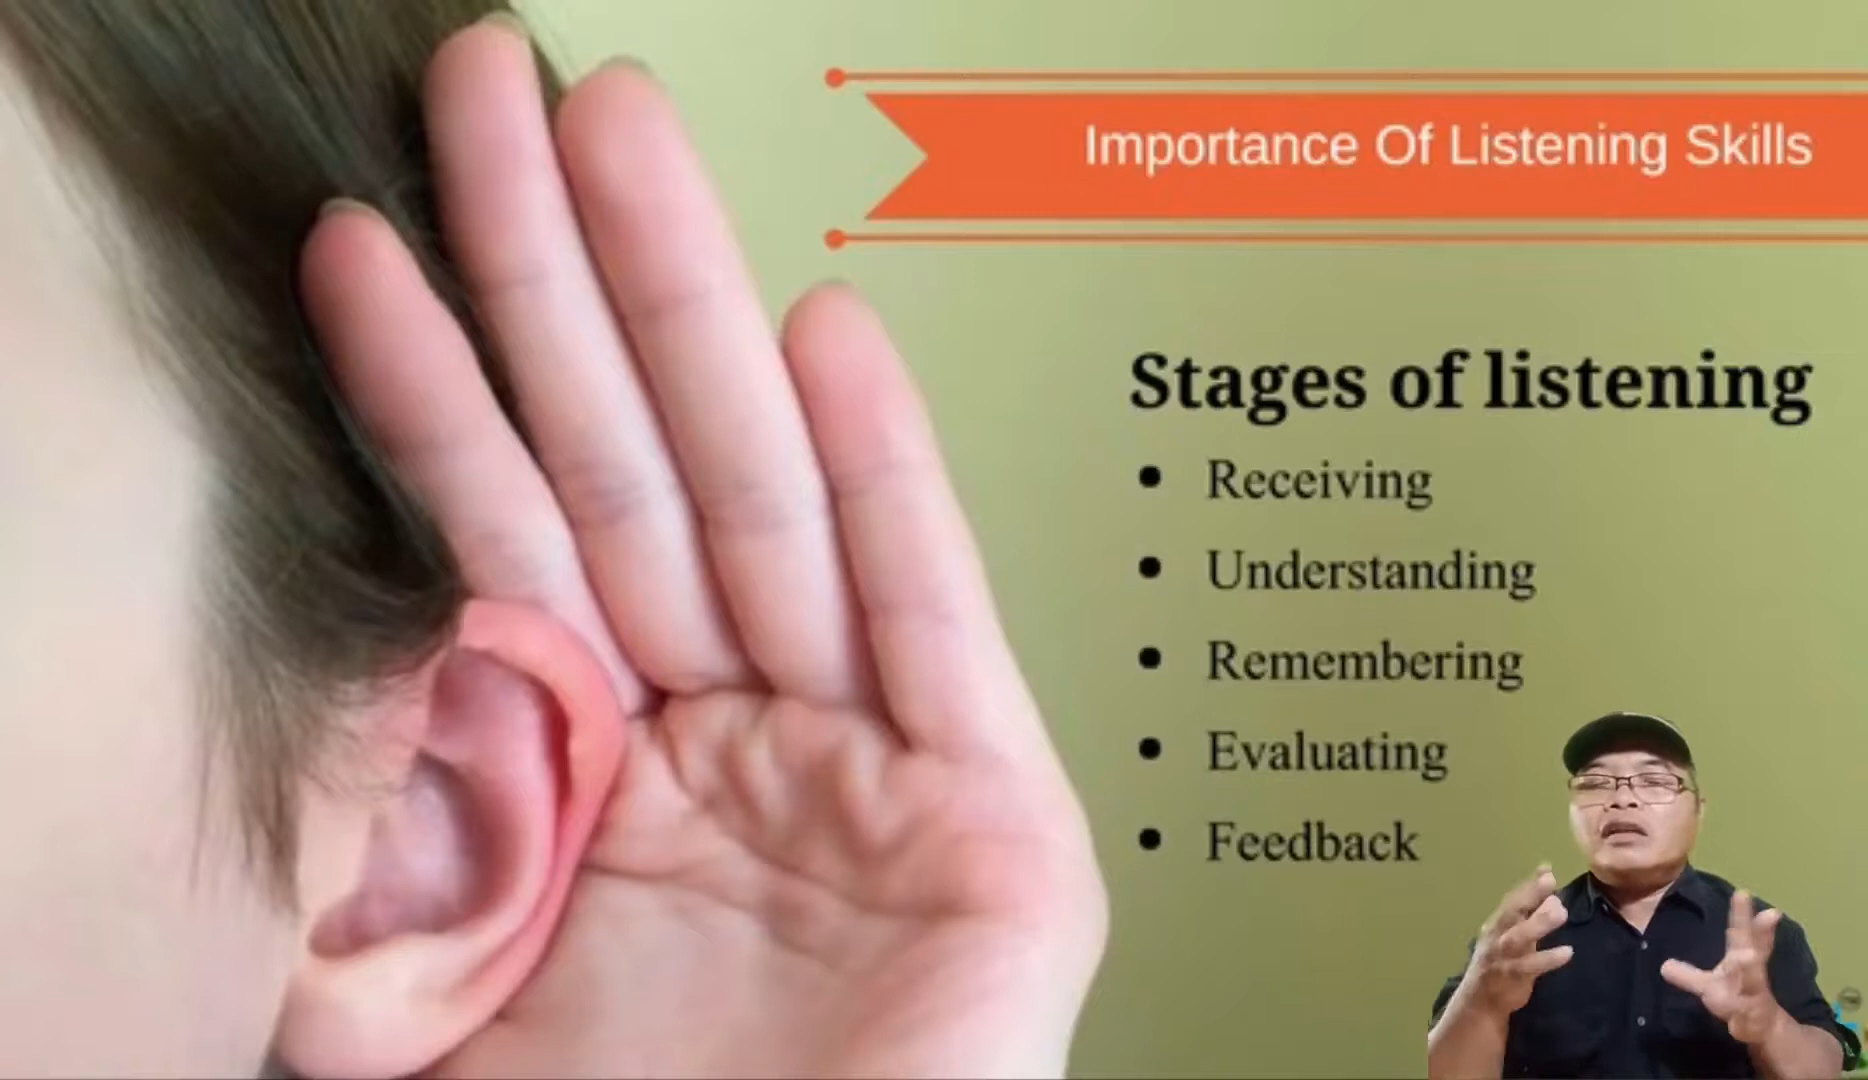 Importance Of Listening Skills
Stages of listening
Receiving
Understanding
Remembering
Evaluating
Feedback